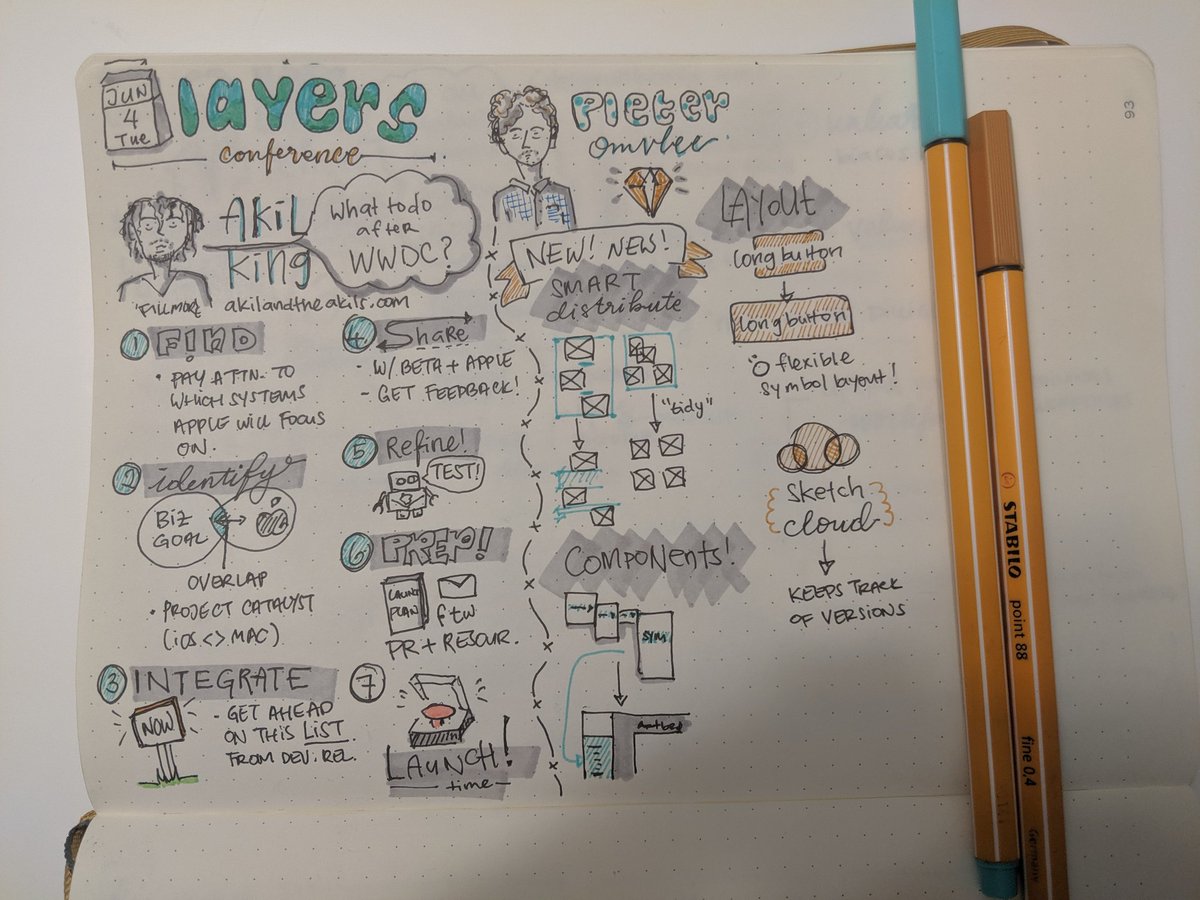 JUN
4
Tue
layers
conference
Akil
King
What to do
after
WWDC?
"FILLMORE
akilandtheakils.com
1 FIND
• PAY ATTN. TO
WHICH SYSTEMS
APPLE WILL FOCUS
ON.
2 identify
BIZ
GOAL
OVERLAP
• PROJECT CATALYST
(ios <> MAC)
3 INTEGRATE
NOW
- GET AHEAD
ON THIS LIST
FROM DEV. REL.
4 Share
- W/ BETA + APPLE
- GET FEEDBACK!
5 Refine!
TEST!
6 PREP!
LAUNCH
PLAN
ftw
PR + RESOUR.
7
LAUNCH!
time
Pieter
Omvlee
NEW! NEW!
SMART
distribute
"tidy"
COMPONENTS!
SYM
LAYOUT
long button
long button
flexible
symbol layout!
Sketch
cloud
KEEPS TRACK
OF VERSIONS
93
STABILO
point 88
fine 0,4
Germany